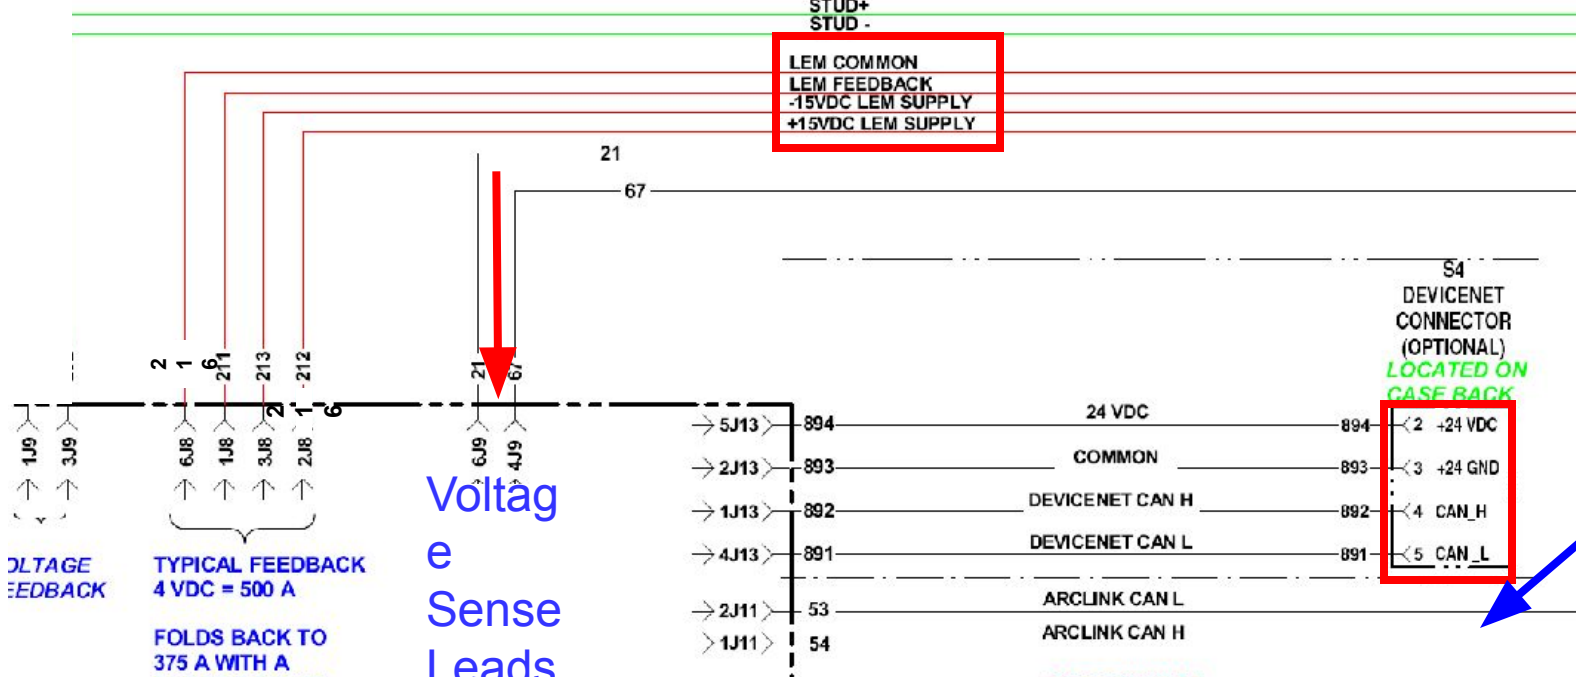 STUD+
STUD -
LEM COMMON
LEM FEEDBACK
-15VDC LEM SUPPLY
+15VDC LEM SUPPLY
21
67
S4
DEVICENET
CONNECTOR
(OPTIONAL)
LOCATED ON
CASE BACK
2 1 6
211
213
212
21
67
2 1 6
1J9
3J9
6J8
1J8
3J8
2J8
6J9
4J9
5J13 894 24 VDC 894 2 +24 VDC
2J13 893 COMMON 893 3 +24 GND
1J13 892 DEVICENET CAN H 892 4 CAN_H
4J13 891 DEVICENET CAN L 891 5 CAN_L
2J11 53 ARCLINK CAN L
1J11 54 ARCLINK CAN H
Voltag
e
Sense
Leads
OLTAGE
EEDBACK
TYPICAL FEEDBACK
4 VDC = 500 A
FOLDS BACK TO
375 A WITH A